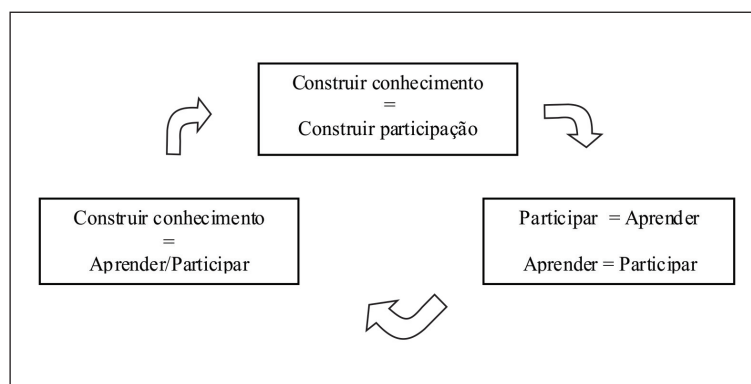 Construir conhecimento
=
Construir participação
Construir conhecimento
=
Aprender/Participar
Participar = Aprender
Aprender = Participar